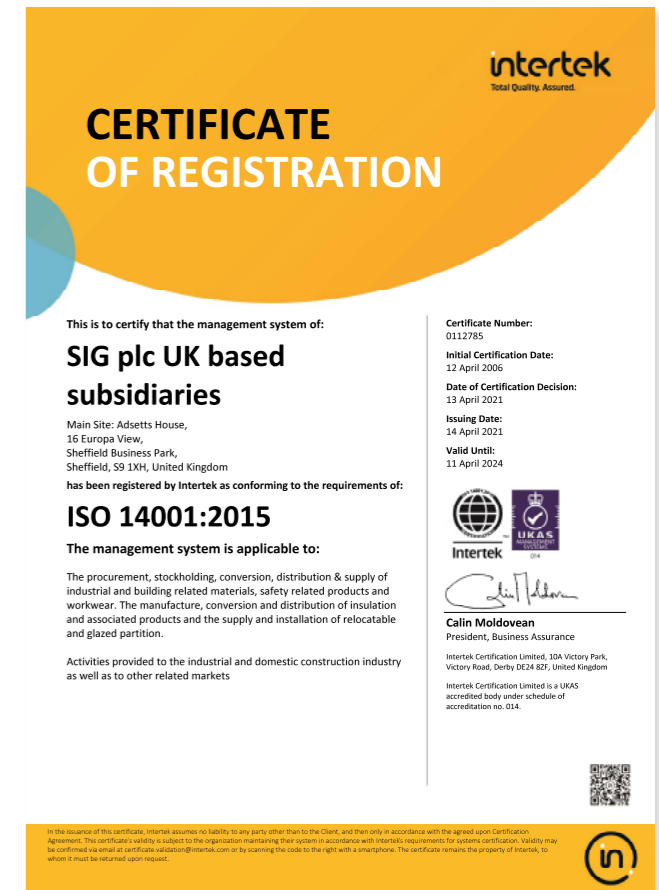 intertek
Total Quality. Assured.
CERTIFICATE
OF REGISTRATION
This is to certify that the management system of:
SIG plc UK based
subsidiaries
Main Site: Adsetts House,
16 Europa View,
Sheffield Business Park,
Sheffield, S9 1XH, United Kingdom
has been registered by Intertek as conforming to the requirements of:
ISO 14001:2015
The management system is applicable to:
The procurement, stockholding, conversion, distribution & supply of
industrial and building related materials, safety related products and
workwear. The manufacture, conversion and distribution of insulation
and associated products and the supply and installation of relocatable
and glazed partition.
Activities provided to the industrial and domestic construction industry
as well as to other related markets
Certificate Number:
0112785
Initial Certification Date:
12 April 2006
Date of Certification Decision:
13 April 2021
Issuing Date:
14 April 2021
Valid Until:
11 April 2024
Intertek
UKAS
MANAGEMENT
SYSTEMS
014
Calin Moldovean
Calin Moldovean
President, Business Assurance
Intertek Certification Limited, 10A Victory Park,
Victory Road, Derby DE24 8ZF, United Kingdom
Intertek Certification Limited is a UKAS
accredited body under schedule of
accreditation no. 014.
In the issuance of this certificate, Intertek assumes no liability to any party other than to the Client, and then only in accordance with the agreed upon Certification
Agreement. This certificate's validity is subject to the organization maintaining their system in accordance with Intertek's requirements for systems certification. Validity may
be confirmed via email at certificate.validation@intertek.com or by scanning the code to the right with a smartphone. The certificate remains the property of Intertek, to
whom it must be returned upon request.
in